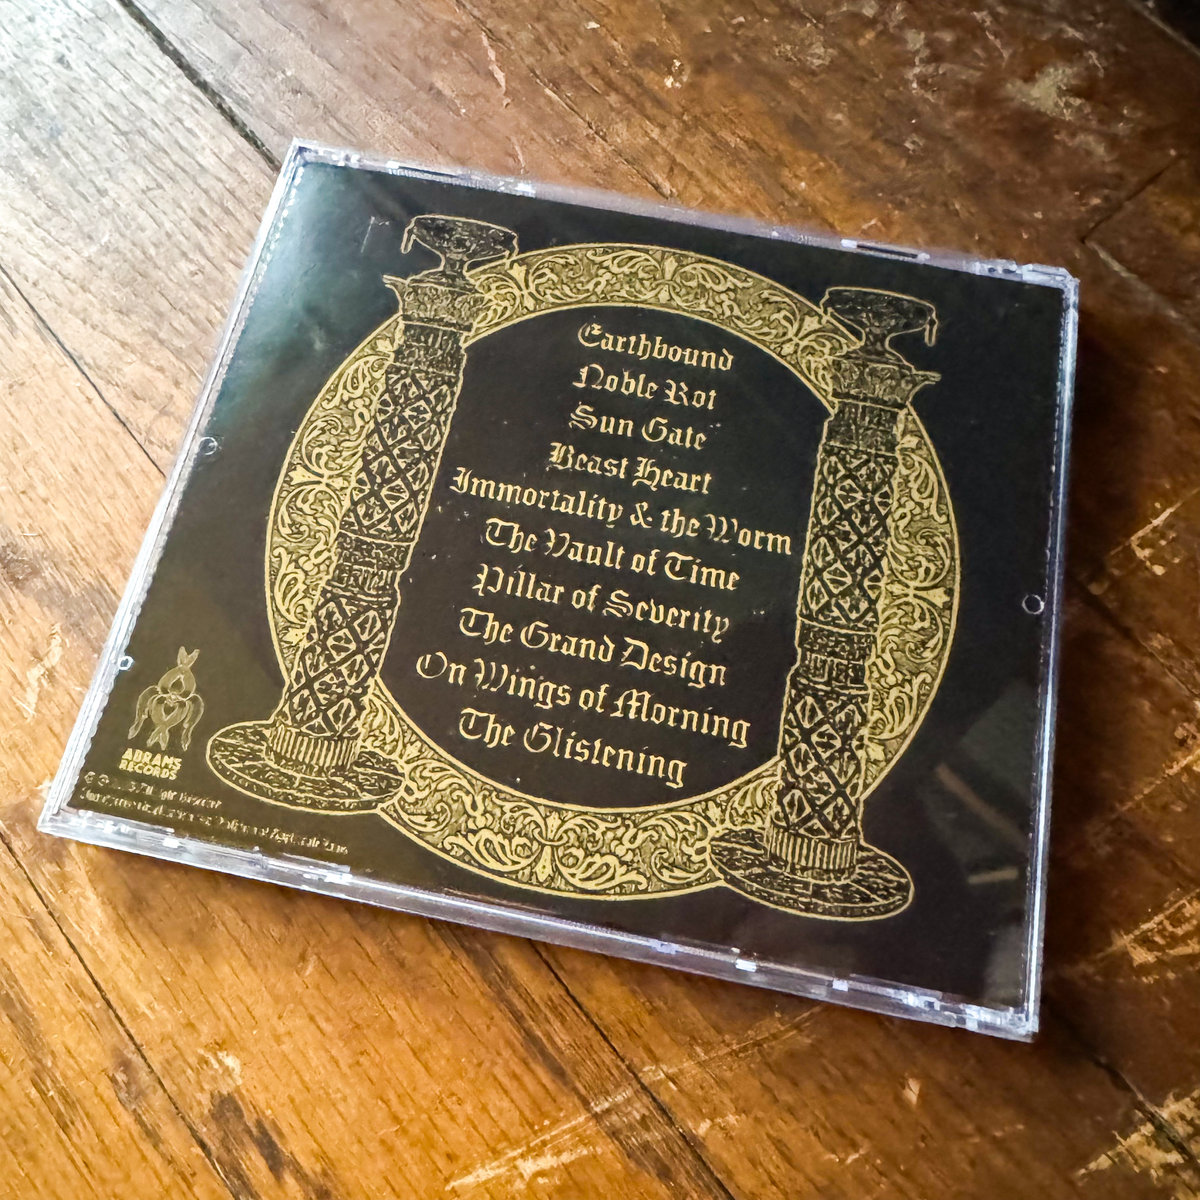 Earthbound
Noble Rot
Sun Gate
Beast Heart
Immortality & the Worm
The Vault of Time
Pillar of Severity
The Grand Design
On Wings of Morning
The Glistening
ABRAMS
RECORDS